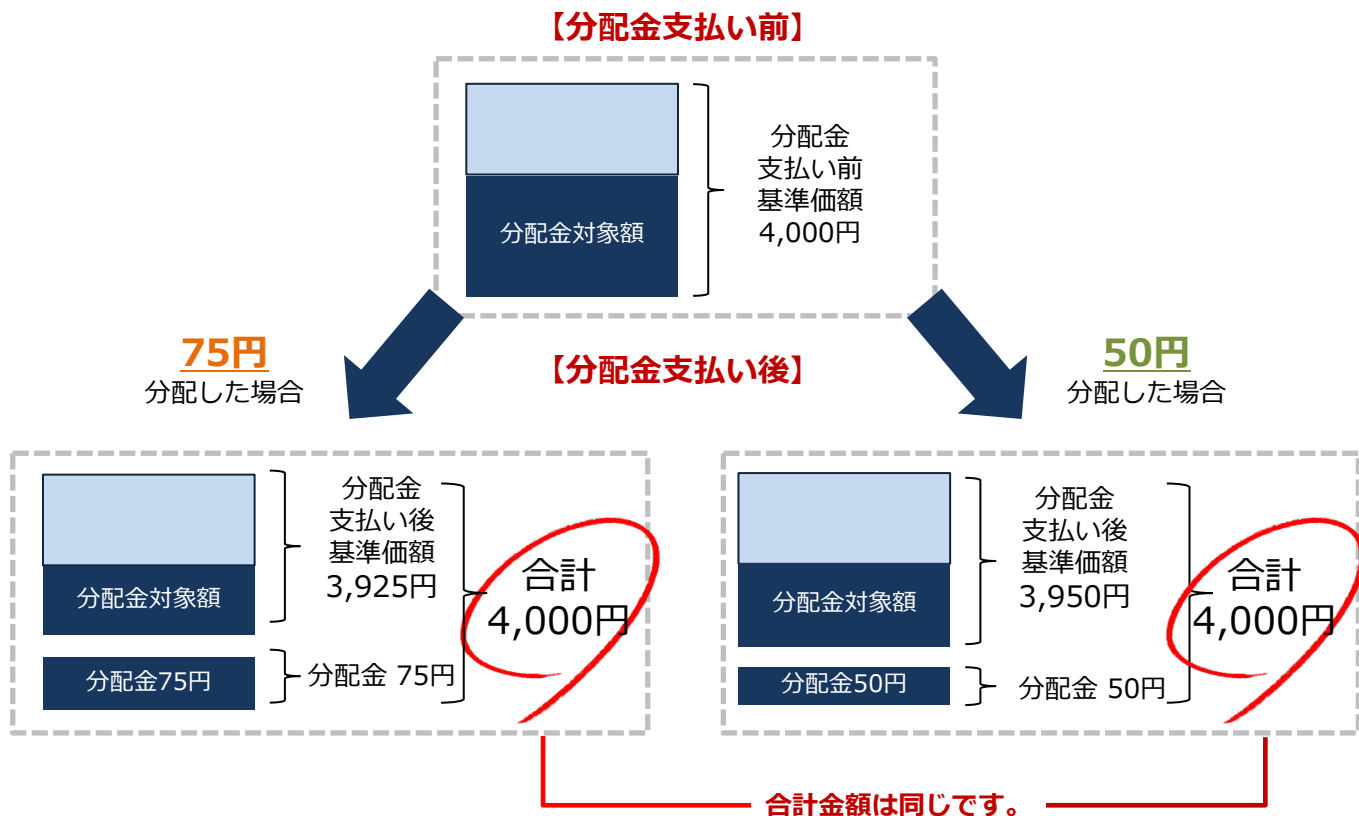 【分配金支払い前】
分配金
支払い前
基準価額
4,000円
分配金対象額
75円
分配した場合
【分配金支払い後】
50円
分配した場合
分配金
支払い後
基準価額
3,925円
分配金対象額
合計
4,000円
分配金75円
分配金 75円
分配金
支払い後
基準価額
3,950円
分配金対象額
合計
4,000円
分配金50円
分配金 50円
合計金額は同じです。